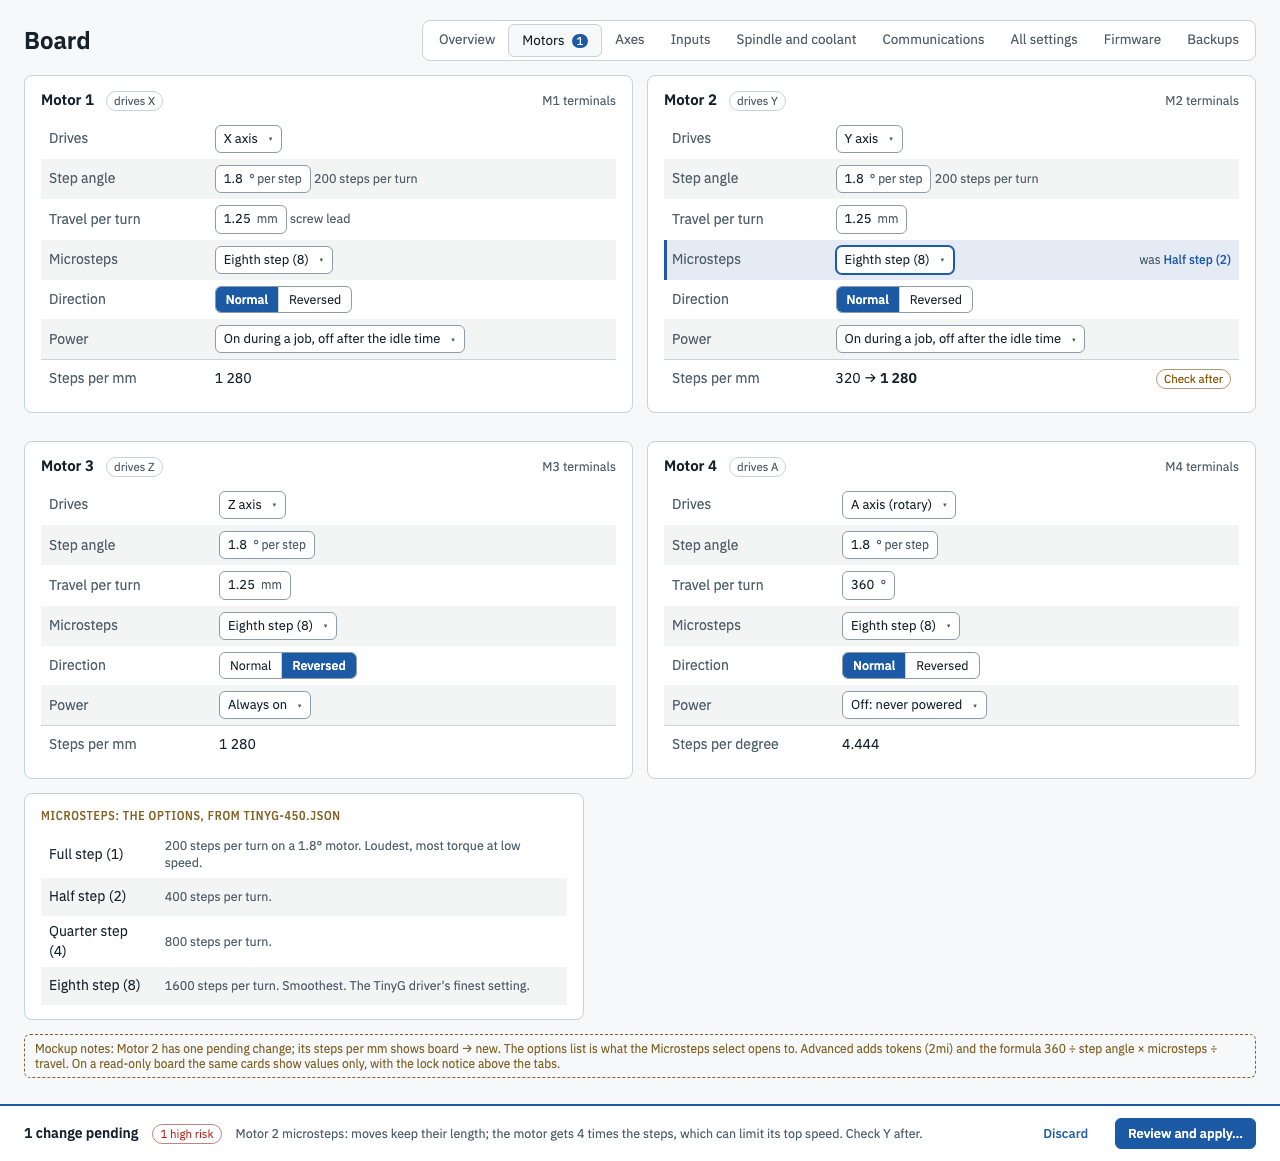 Board
Overview Motors 1 Axes Inputs Spindle and coolant Communications All settings Firmware Backups
Motor 1 drives X M1 terminals
Drives X axis
Step angle 1.8 ° per step 200 steps per turn
Travel per turn 1.25 mm screw lead
Microsteps Eighth step (8)
Direction Normal Reversed
Power On during a job, off after the idle time
Steps per mm 1 280
Motor 2 drives Y M2 terminals
Drives Y axis
Step angle 1.8 ° per step 200 steps per turn
Travel per turn 1.25 mm
Microsteps Eighth step (8) was Half step (2)
Direction Normal Reversed
Power On during a job, off after the idle time
Steps per mm 320 → 1 280 Check after
Motor 3 drives Z M3 terminals
Drives Z axis
Step angle 1.8 ° per step
Travel per turn 1.25 mm
Microsteps Eighth step (8)
Direction Normal Reversed
Power Always on
Steps per mm 1 280
Motor 4 drives A M4 terminals
Drives A axis (rotary)
Step angle 1.8 ° per step
Travel per turn 360 °
Microsteps Eighth step (8)
Direction Normal Reversed
Power Off: never powered
Steps per degree 4.444
MICROSTEPS: THE OPTIONS, FROM TINYG-450.JSON
Full step (1) 200 steps per turn on a 1.8° motor. Loudest, most torque at low
speed.
Half step (2) 400 steps per turn.
Quarter step
(4) 800 steps per turn.
Eighth step (8) 1600 steps per turn. Smoothest. The TinyG driver's finest setting.
Mockup notes: Motor 2 has one pending change; its steps per mm shows board → new. The options list is what the Microsteps select opens to. Advanced adds tokens (2mi) and the formula 360 ÷ step angle × microsteps ÷
travel. On a read-only board the same cards show values only, with the lock notice above the tabs.
1 change pending 1 high risk Motor 2 microsteps: moves keep their length; the motor gets 4 times the steps, which can limit its top speed. Check Y after. Discard Review and apply...